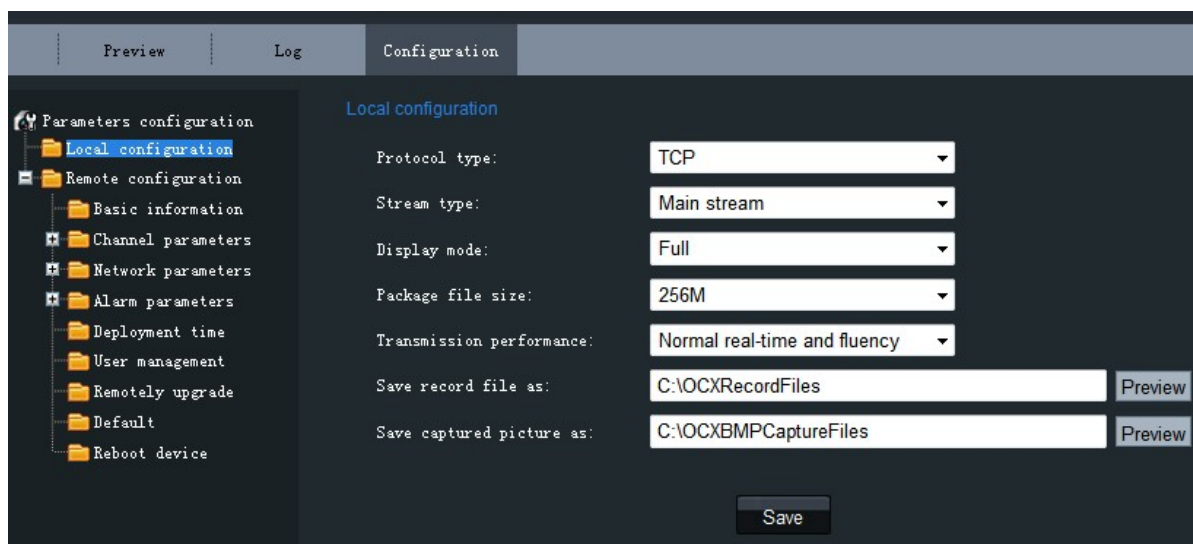 Preview Log Configuration
Parameters configuration
Local configuration
Remote configuration
Basic information
Channel parameters
Network parameters
Alarm parameters
Deployment time
User management
Remotely upgrade
Default
Reboot device
Local configuration
Protocol type: TCP
Stream type: Main stream
Display mode: Full
Package file size: 256M
Transmission performance: Normal real-time and fluency
Save record file as: C:\OCXRecordFiles Preview
Save captured picture as: C:\OCXBMPCaptureFiles Preview
Save